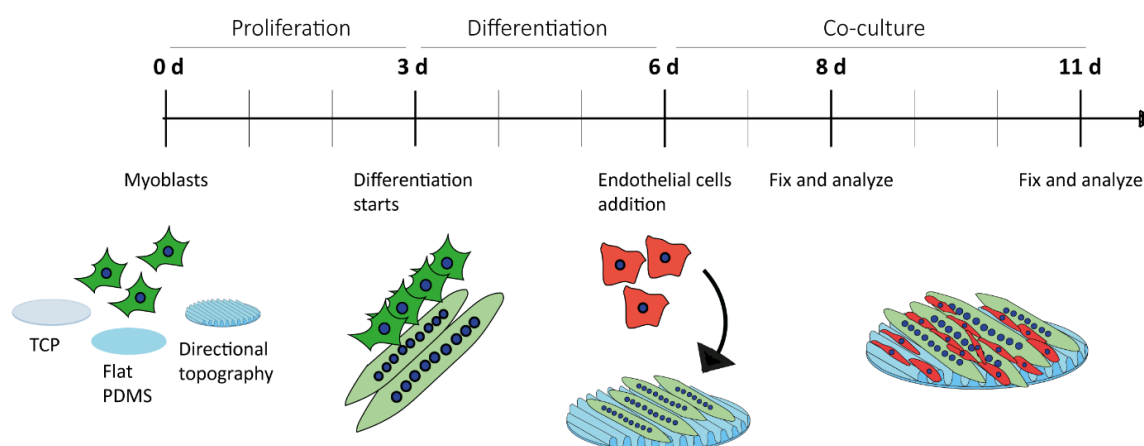 Proliferation
Differentiation
Co-culture
0 d
3 d
6 d
8 d
11 d
Myoblasts
Differentiation
starts
Endothelial cells
addition
Fix and analyze
Fix and analyze
TCP
Flat
PDMS
Directional
topography